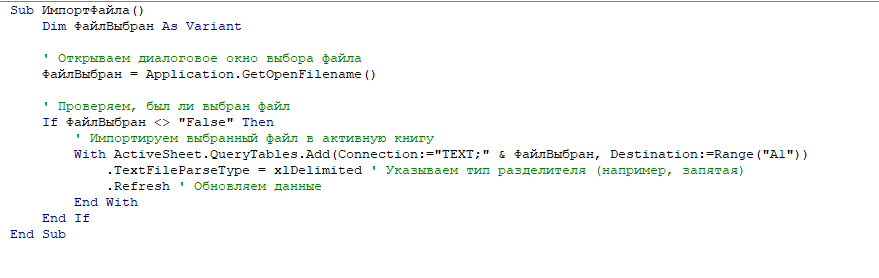 Sub ИмпортФайла()
Dim ФайлВыбран As Variant
' Открываем диалоговое окно выбора файла
ФайлВыбран = Application.GetOpenFilename()
' Проверяем, был ли выбран файл
If ФайлВыбран <> "False" Then
' Импортируем выбранный файл в активную книгу
With ActiveSheet.QueryTables.Add(Connection:="TEXT;" & ФайлВыбран, Destination:=Range("A1"))
.TextFileParseType = xlDelimited ' Указываем тип разделителя (например, запятая)
.Refresh ' Обновляем данные
End With
End If
End Sub